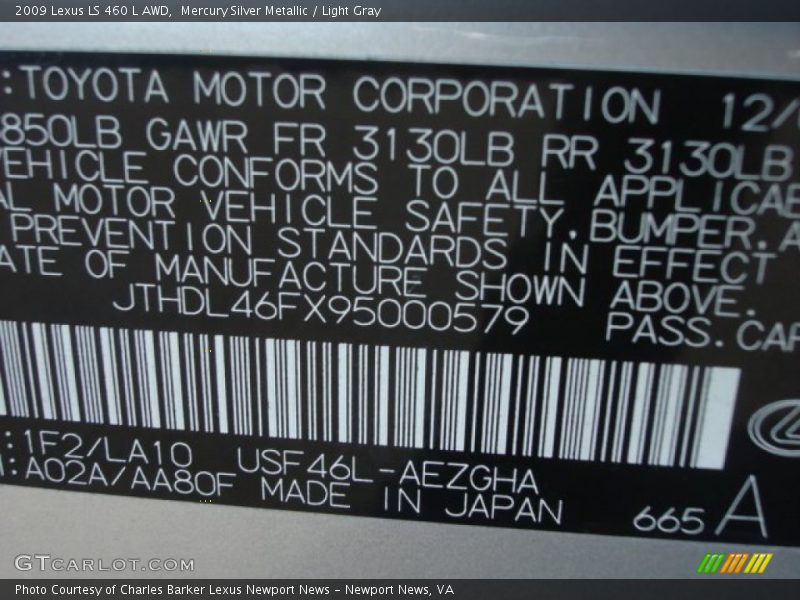 2009 Lexus LS 460 L AWD, Mercury Silver Metallic / Light Gray
:TOYOTA MOTOR CORPORATION 12/
850LB GAWR FR 3130LB RR 3130LB
VEHICLE CONFORMS TO ALL APPLICAB
AL MOTOR VEHICLE SAFETY,BUMPER,A
PREVENTION STANDARDS IN EFFECT
ATE OF MANUFACTURE SHOWN ABOVE.
JTHDL46FX95000579 PASS.CAR
:1F2/LA10 USF46L-AEZGHA
:A02A/AA80F MADE IN JAPAN 665 A
GTCARLOT.COM
Photo Courtesy of Charles Barker Lexus Newport News - Newport News, VA